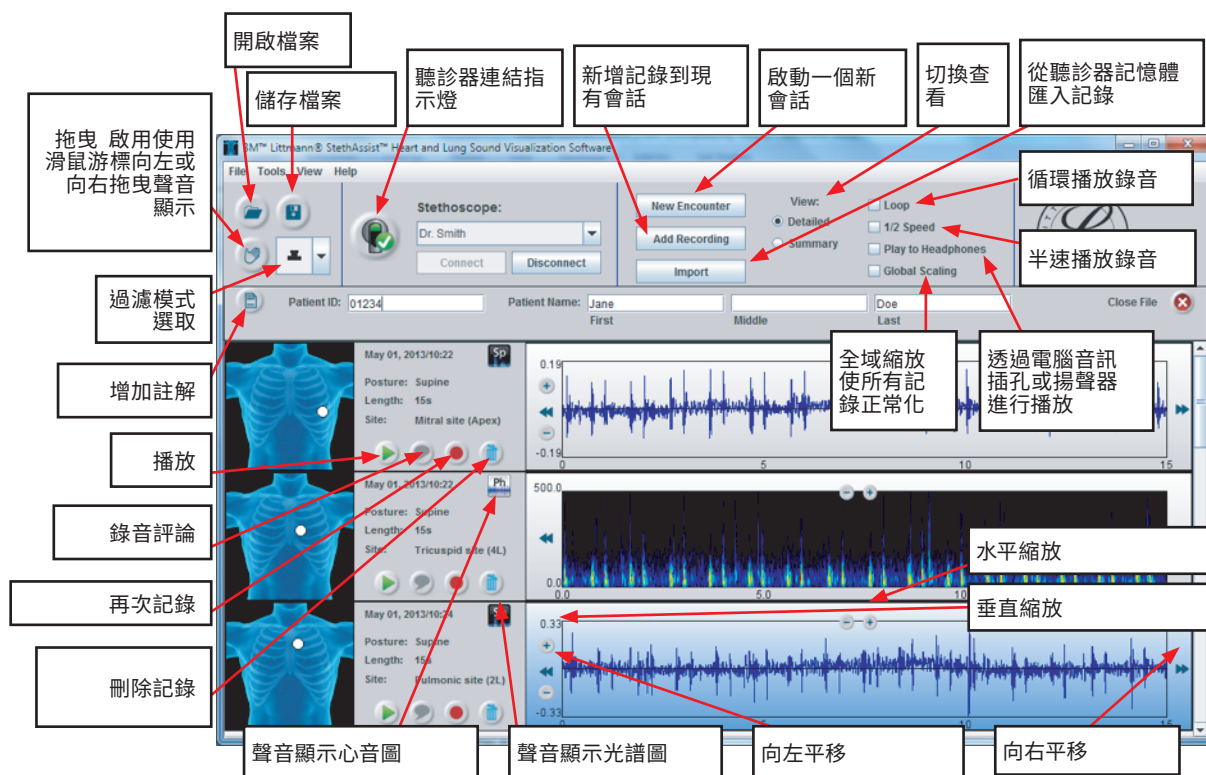 開啟檔案
儲存檔案
聽診器連結指
示燈
新增記錄到現
有會話
啟動一個新
會話
切換查
看
從聽診器記憶體
匯入記錄
拖曳 啟用使用
滑鼠游標向左或
向右拖曳聲音
顯示
過濾模式
選取
增加註解
播放
錄音評論
再次記錄
刪除記錄
3M™ Littmann® StethAssist™ Heart and Lung Sound Visualization Software
File Tools View Help
Stethoscope:
Dr. Smith
Connect Disconnect
New Encounter
Add Recording
Import
View:
Detailed
Summary
Loop
1/2 Speed
Play to Headphones
Global Scaling
循環播放錄音
半速播放錄音
Patient ID: 01234
Patient Name: Jane Doe
First Middle Last
Close File
全域縮放
使所有記
錄正常化
透過電腦音訊
插孔或揚聲器
進行播放
May 01, 2013/10:22 Sp
Posture: Supine
Length: 15s
Site: Mitral site (Apex)
0.19
-0.19
0 5 10 15
May 01, 2013/10:22 Ph
Posture: Supine
Length: 15s
Site: Tricuspid site (4L)
500.0
0.0
0.0 5.0 10
水平縮放
垂直縮放
May 01, 2013/10:24
Posture: Supine
Length: 15s
Site: Pulmonic site (2L)
0.33
-0.33
0 5 10 15
聲音顯示心音圖
聲音顯示光譜圖
向左平移
向右平移